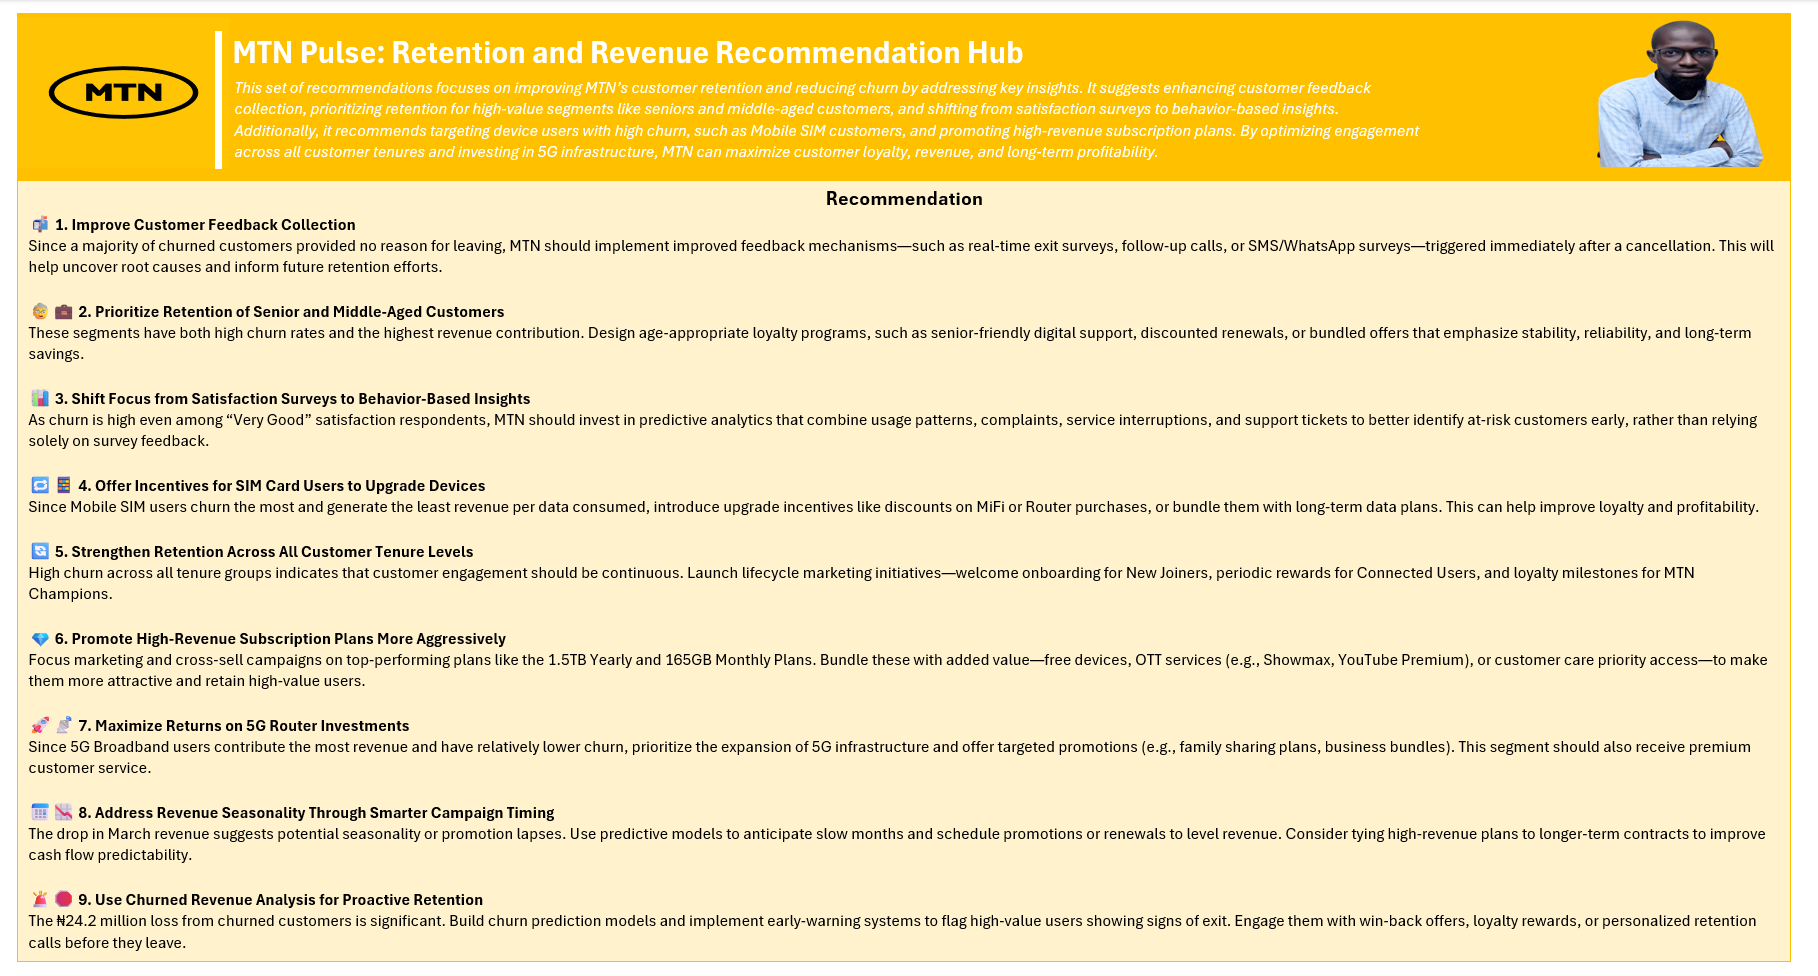 MTN
MTN Pulse: Retention and Revenue Recommendation Hub
This set of recommendations focuses on improving MTN's customer retention and reducing churn by addressing key insights. It suggests enhancing customer feedback
collection, prioritizing retention for high-value segments like seniors and middle-aged customers, and shifting from satisfaction surveys to behavior-based insights.
Additionally, it recommends targeting device users with high churn, such as Mobile SIM customers, and promoting high-revenue subscription plans. By optimizing engagement
across all customer tenures and investing in 5G infrastructure, MTN can maximize customer loyalty, revenue, and long-term profitability.
Recommendation
1. Improve Customer Feedback Collection
Since a majority of churned customers provided no reason for leaving, MTN should implement improved feedback mechanisms—such as real-time exit surveys, follow-up calls, or SMS/WhatsApp surveys—triggered immediately after a cancellation. This will
help uncover root causes and inform future retention efforts.
2. Prioritize Retention of Senior and Middle-Aged Customers
These segments have both high churn rates and the highest revenue contribution. Design age-appropriate loyalty programs, such as senior-friendly digital support, discounted renewals, or bundled offers that emphasize stability, reliability, and long-term
savings.
3. Shift Focus from Satisfaction Surveys to Behavior-Based Insights
As churn is high even among “Very Good” satisfaction respondents, MTN should invest in predictive analytics that combine usage patterns, complaints, service interruptions, and support tickets to better identify at-risk customers early, rather than relying
solely on survey feedback.
4. Offer Incentives for SIM Card Users to Upgrade Devices
Since Mobile SIM users churn the most and generate the least revenue per data consumed, introduce upgrade incentives like discounts on MiFi or Router purchases, or bundle them with long-term data plans. This can help improve loyalty and profitability.
5. Strengthen Retention Across All Customer Tenure Levels
High churn across all tenure groups indicates that customer engagement should be continuous. Launch lifecycle marketing initiatives—welcome onboarding for New Joiners, periodic rewards for Connected Users, and loyalty milestones for MTN
Champions.
6. Promote High-Revenue Subscription Plans More Aggressively
Focus marketing and cross-sell campaigns on top-performing plans like the 1.5TB Yearly and 165GB Monthly Plans. Bundle these with added value—free devices, OTT services (e.g., Showmax, YouTube Premium), or customer care priority access—to make
them more attractive and retain high-value users.
7. Maximize Returns on 5G Router Investments
Since 5G Broadband users contribute the most revenue and have relatively lower churn, prioritize the expansion of 5G infrastructure and offer targeted promotions (e.g., family sharing plans, business bundles). This segment should also receive premium
customer service.
8. Address Revenue Seasonality Through Smarter Campaign Timing
The drop in March revenue suggests potential seasonality or promotion lapses. Use predictive models to anticipate slow months and schedule promotions or renewals to level revenue. Consider tying high-revenue plans to longer-term contracts to improve
cash flow predictability.
9. Use Churned Revenue Analysis for Proactive Retention
The ₦24.2 million loss from churned customers is significant. Build churn prediction models and implement early-warning systems to flag high-value users showing signs of exit. Engage them with win-back offers, loyalty rewards, or personalized retention
calls before they leave.